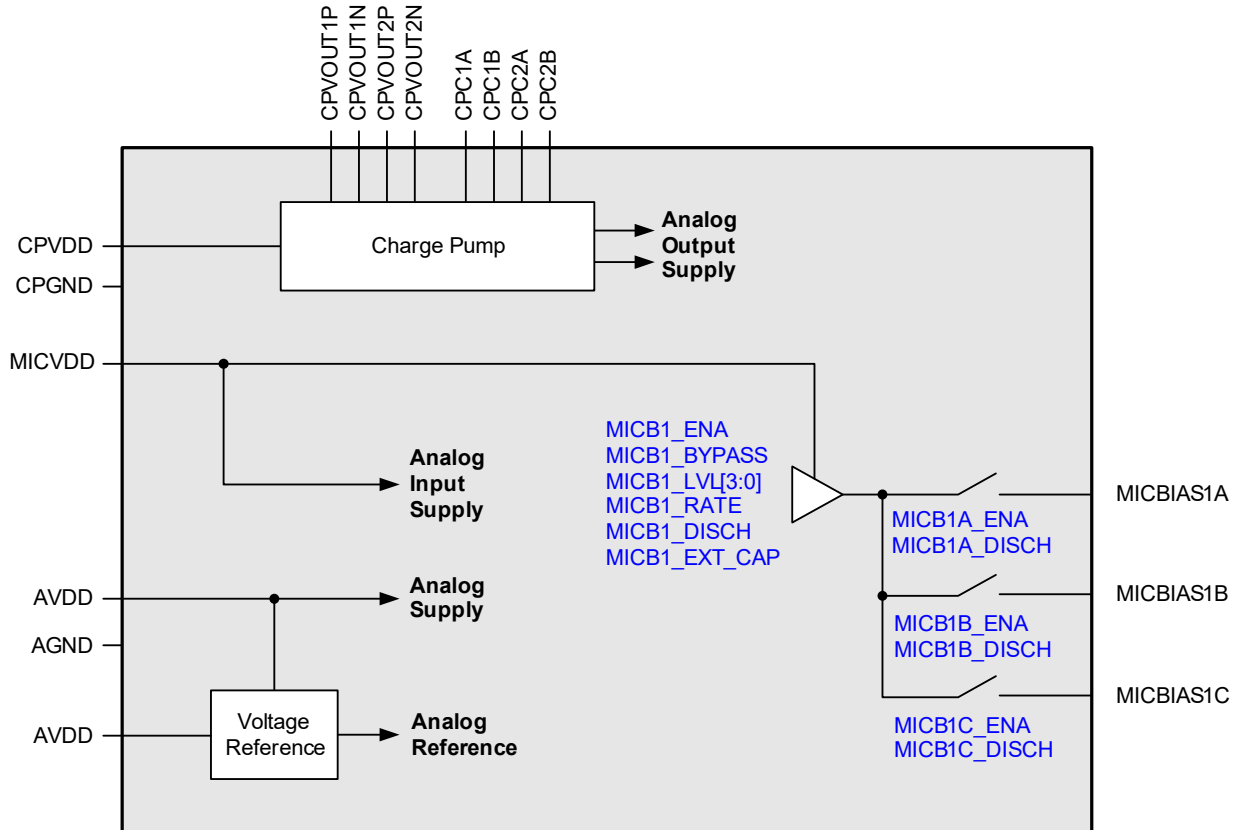 CPVOUT1P
CPVOUT1N
CPVOUT2P
CPVOUT2N
CPC1A
CPC1B
CPC2A
CPC2B
CPVDD
Charge Pump
Analog
Output
Supply
CPGND
MICVDD
MICB1_ENA
MICB1_BYPASS
MICB1_LVL[3:0]
MICB1_RATE
MICB1_DISCH
MICB1_EXT_CAP
Analog
Input
Supply
MICBIAS1A
MICB1A_ENA
MICB1A_DISCH
AVDD
Analog
Supply
MICBIAS1B
MICB1B_ENA
MICB1B_DISCH
AGND
MICBIAS1C
MICB1C_ENA
MICB1C_DISCH
AVDD
Voltage
Reference
Analog
Reference